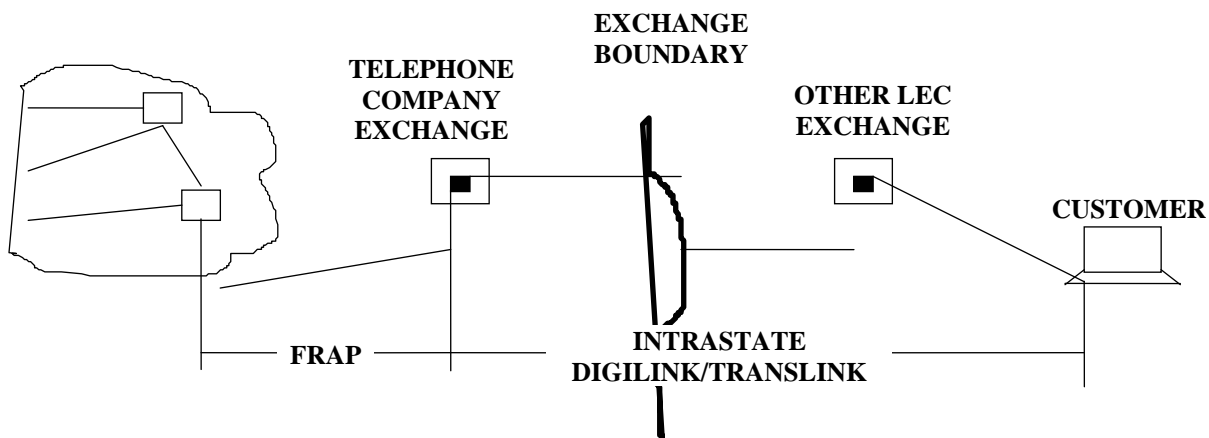 EXCHANGE
BOUNDARY
TELEPHONE
COMPANY
EXCHANGE
OTHER LEC
EXCHANGE
CUSTOMER
FRAP
INTRASTATE
DIGILINK/TRANSLINK